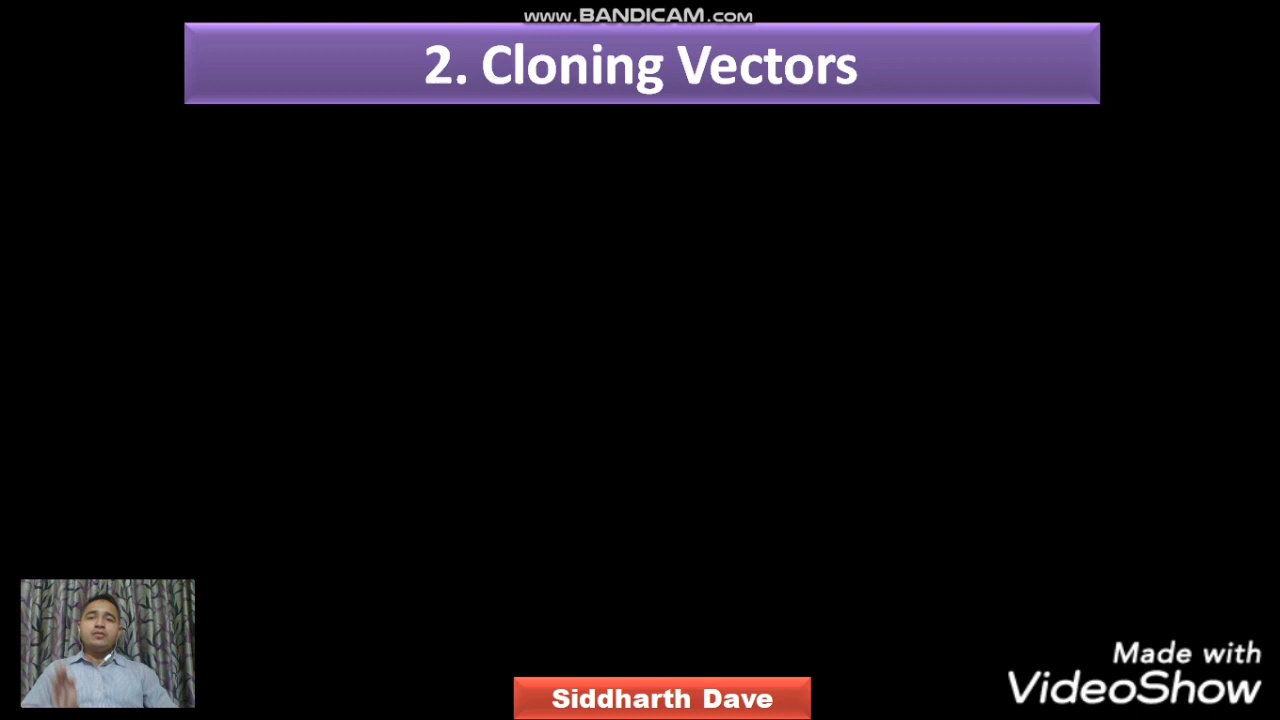 www.BANDICAM.com
2. Cloning Vectors
Made with
VideoShow
Siddharth Dave